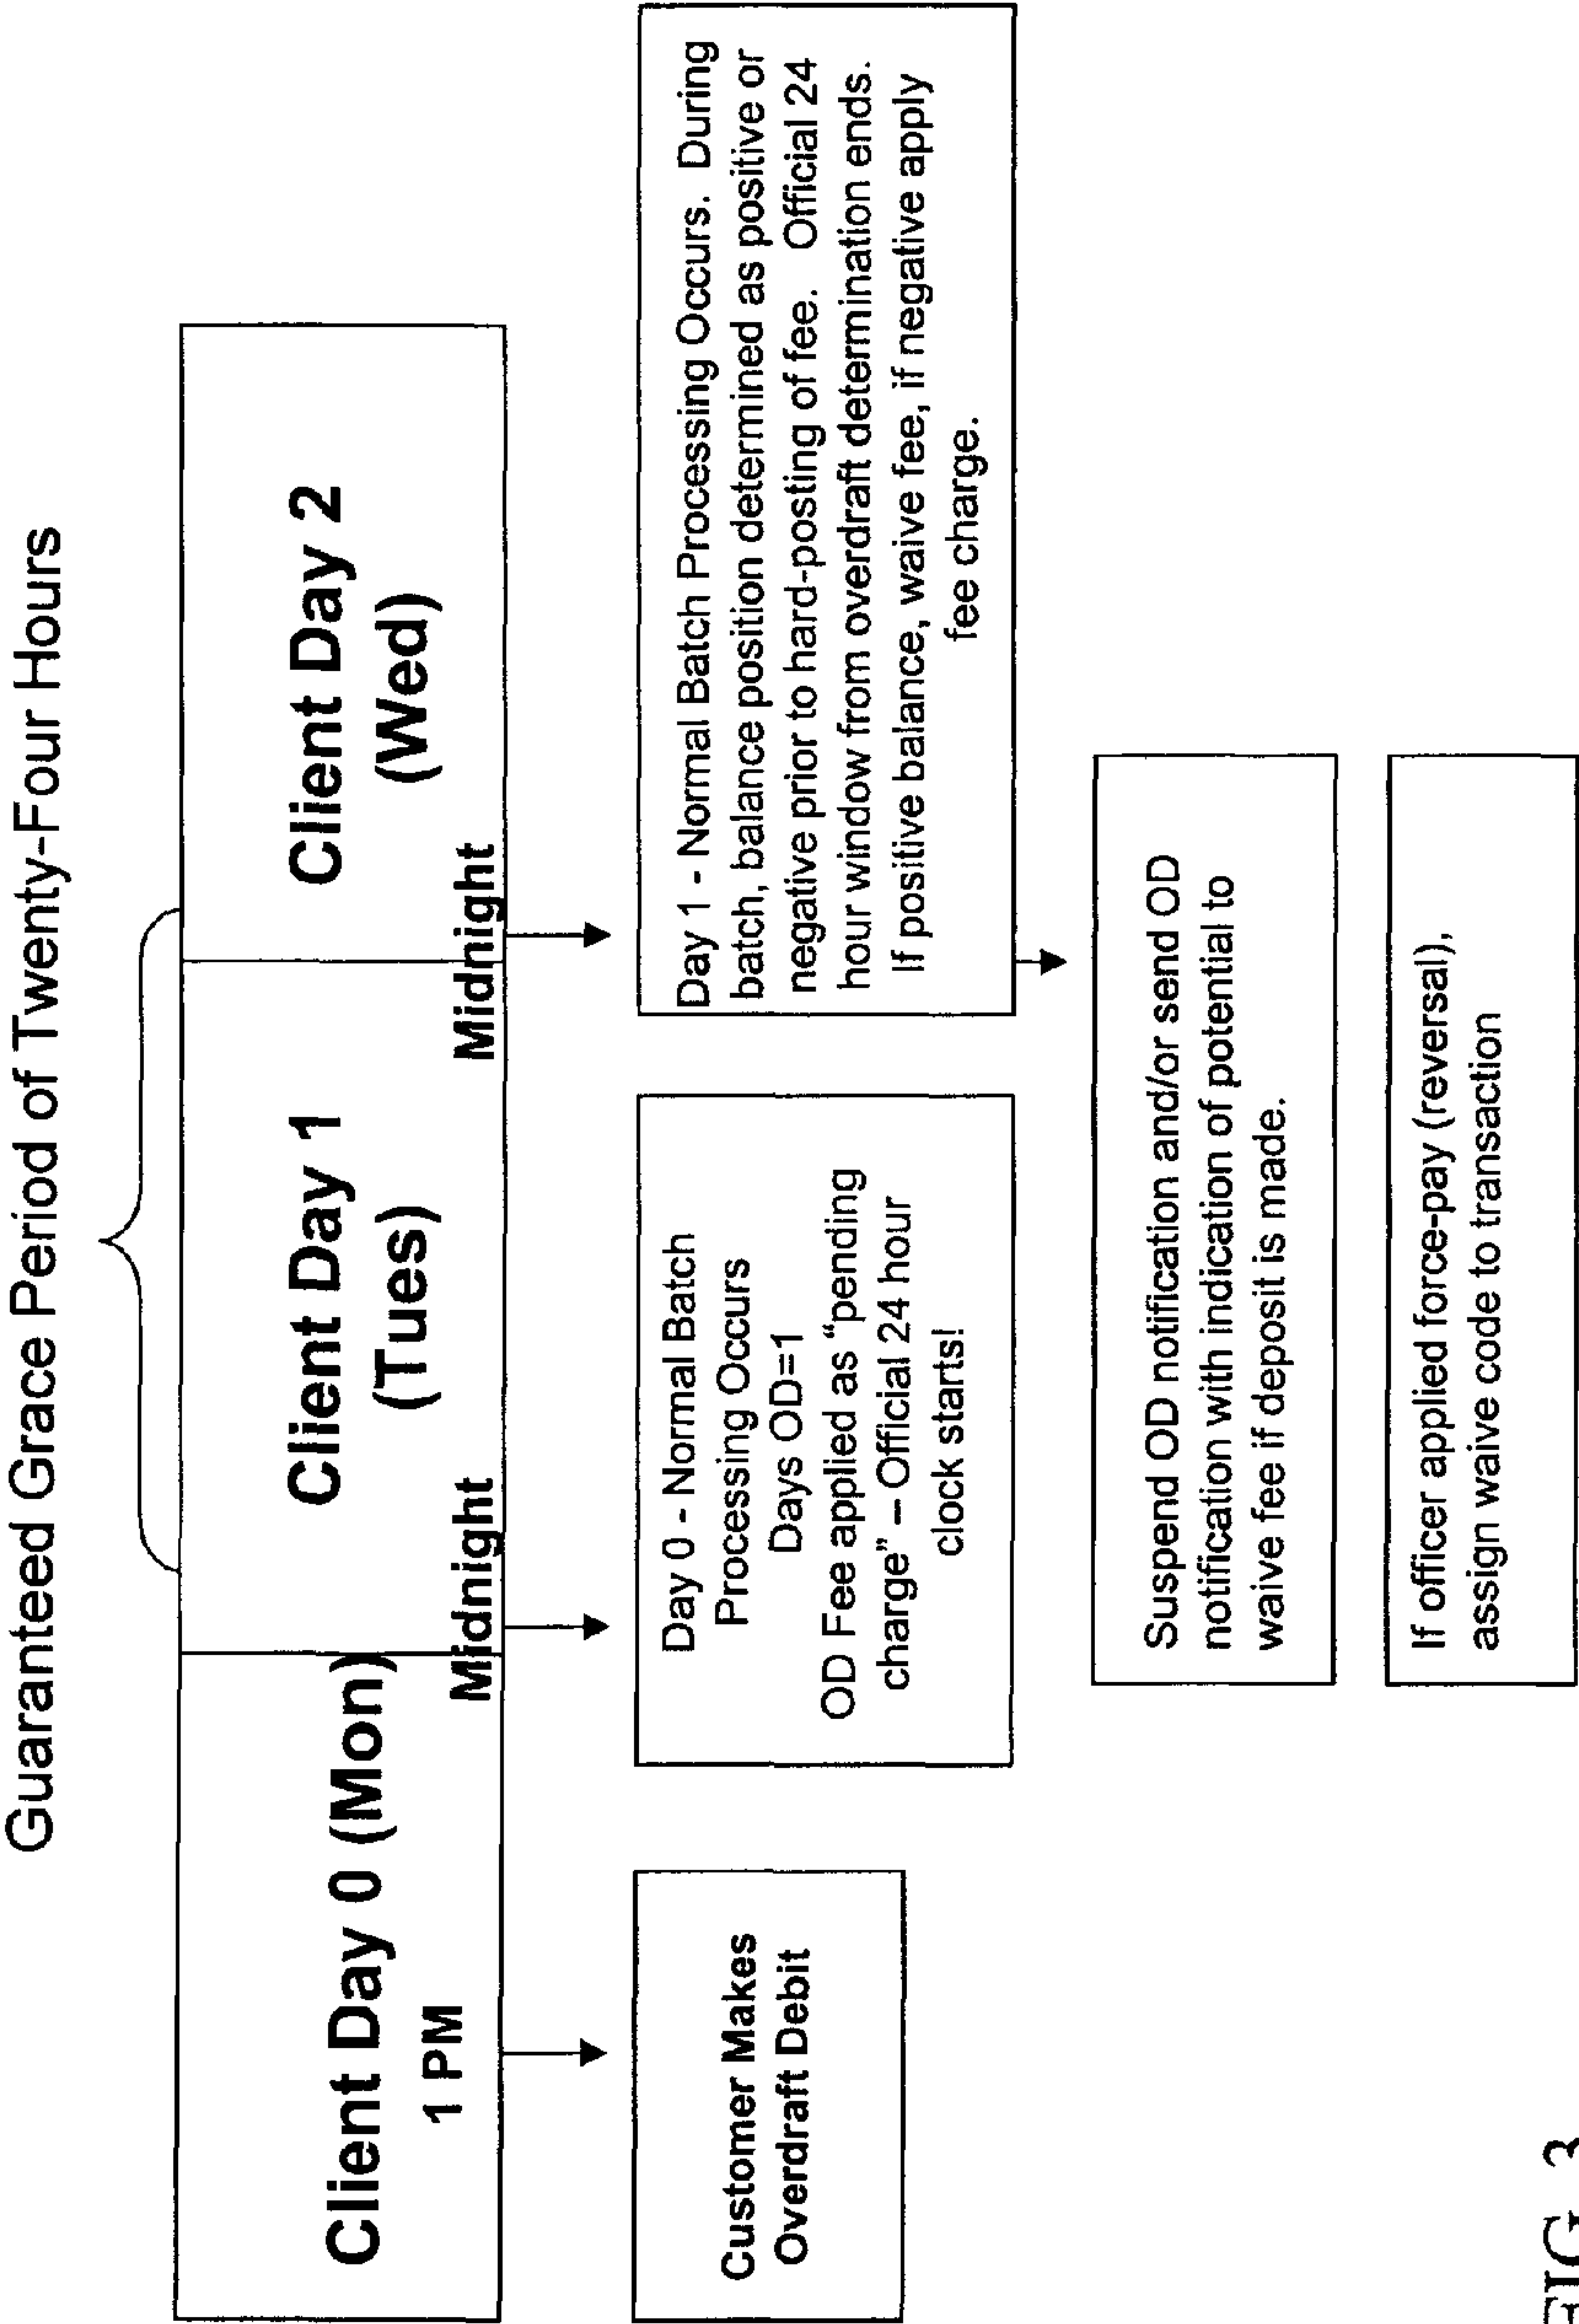 Guaranteed Grace Period of Twenty-Four Hours
Client Day 0 (Mon)
1 PM
Midnight
Client Day 1
(Tues)
Midnight
Client Day 2
(Wed)
Customer Makes
Overdraft Debit
Day 0 - Normal Batch
Processing Occurs
Days OD=1
OD Fee applied as “pending
charge” – Official 24 hour
clock starts!
Day 1 - Normal Batch Processing Occurs. During
batch, balance position determined as positive or
negative prior to hard-posting of fee. Official 24
hour window from overdraft determination ends.
If positive balance, waive fee, if negative apply
fee charge.
Suspend OD notification and/or send OD
notification with indication of potential to
waive fee if deposit is made.
If officer applied force-pay (reversal),
assign waive code to transaction
FIG. 3